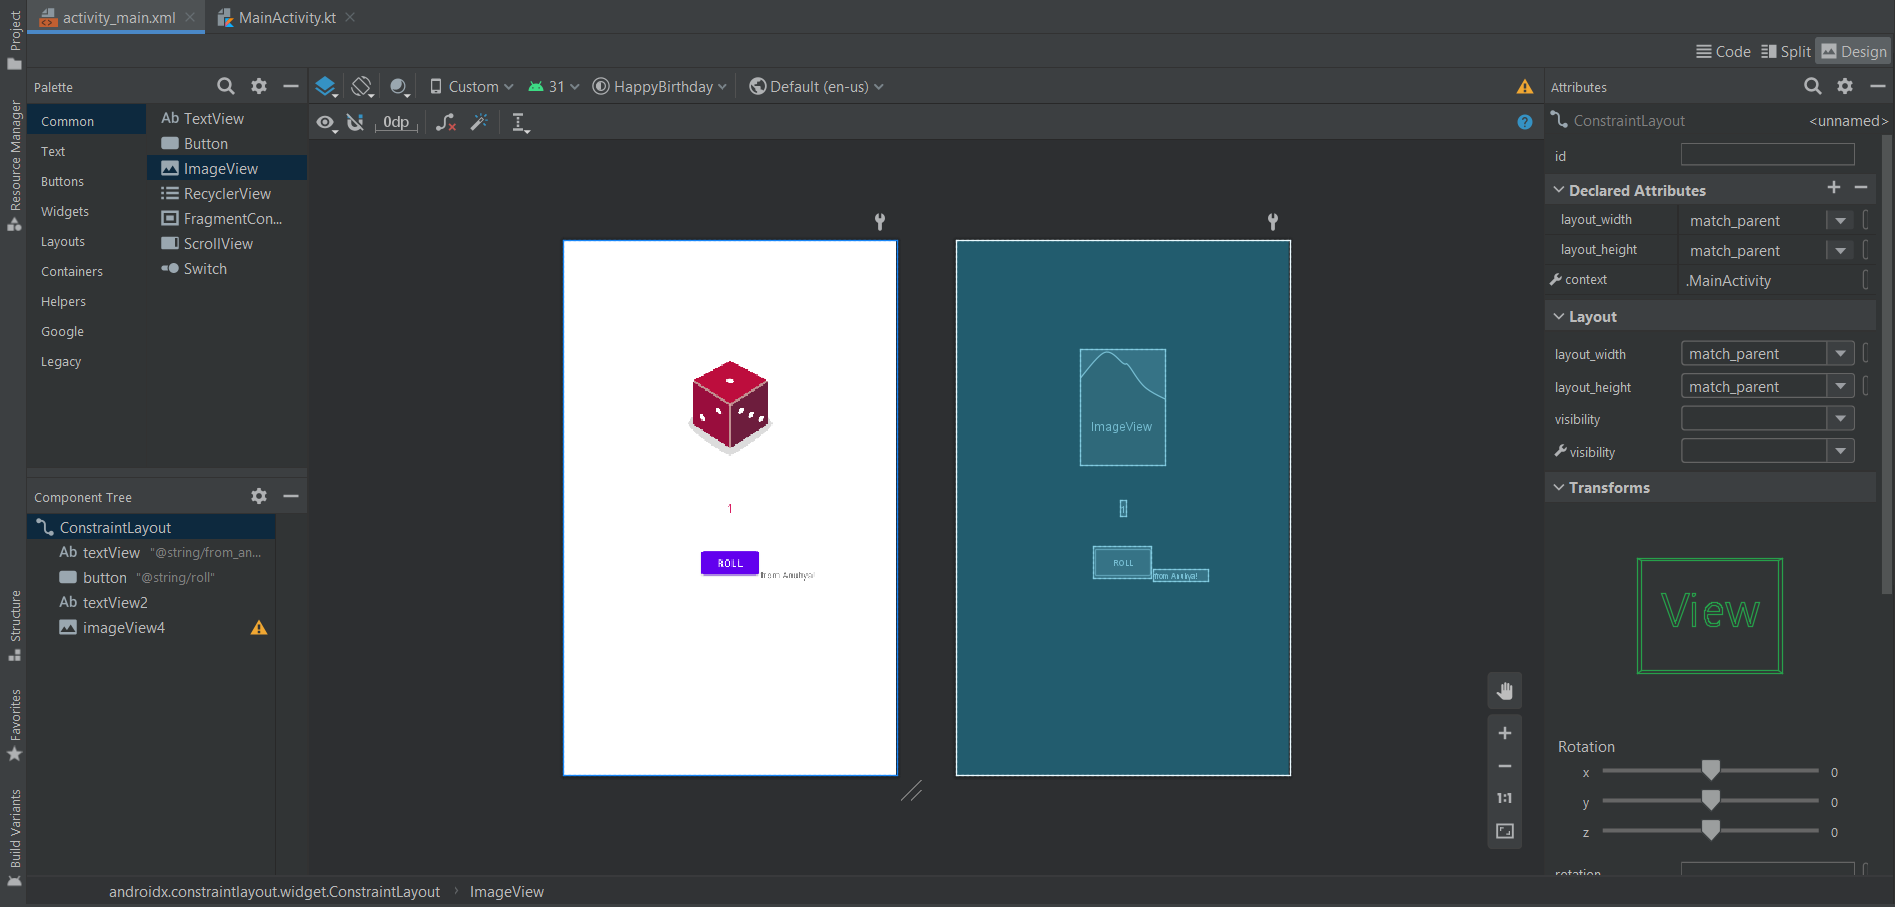 activity_main.xml
MainActivity.kt
Code
Split
Design
Project
Resource Manager
Structure
Favorites
Build Variants
Palette
Common
Text
Buttons
Widgets
Layouts
Containers
Helpers
Google
Legacy
Ab TextView
Button
ImageView
RecyclerView
FragmentCon...
ScrollView
Switch
Component Tree
ConstraintLayout
Ab textView "@string/from_an...
button "@string/roll"
Ab textView2
imageView4
Custom
31
HappyBirthday
Default (en-us)
0dp
1
ROLL
ImageView
1
ROLL
1:1
Attributes
ConstraintLayout <unnamed>
id
Declared Attributes
layout_width match_parent
layout_height match_parent
context .MainActivity
Layout
layout_width match_parent
layout_height match_parent
visibility
visibility
Transforms
View
Rotation
x 0
y 0
z 0
rotation
androidx.constraintlayout.widget.ConstraintLayout › ImageView